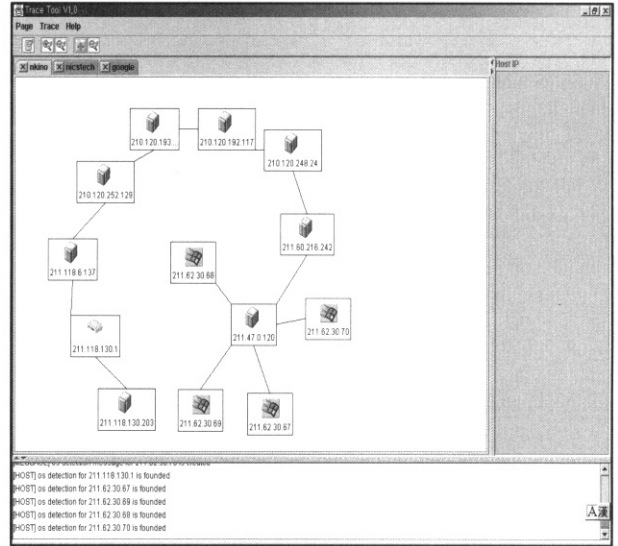 Trace Tool V1.0
Page Trace Help
nkino nicstech google
Host IP
210.120.193...
210.120.192.117
210.120.248.24
210.120.252.129
211.60.216.242
211.118.6.137
211.62.30.68
211.118.130.1
211.47.0.120
211.62.30.70
211.118.130.203
211.62.30.69
211.62.30.67
[HOST] os detection for 211.118.130.1 is founded
[HOST] os detection for 211.62.30.67 is founded
[HOST] os detection for 211.62.30.69 is founded
[HOST] os detection for 211.62.30.68 is founded
[HOST] os detection for 211.62.30.70 is founded
A漢